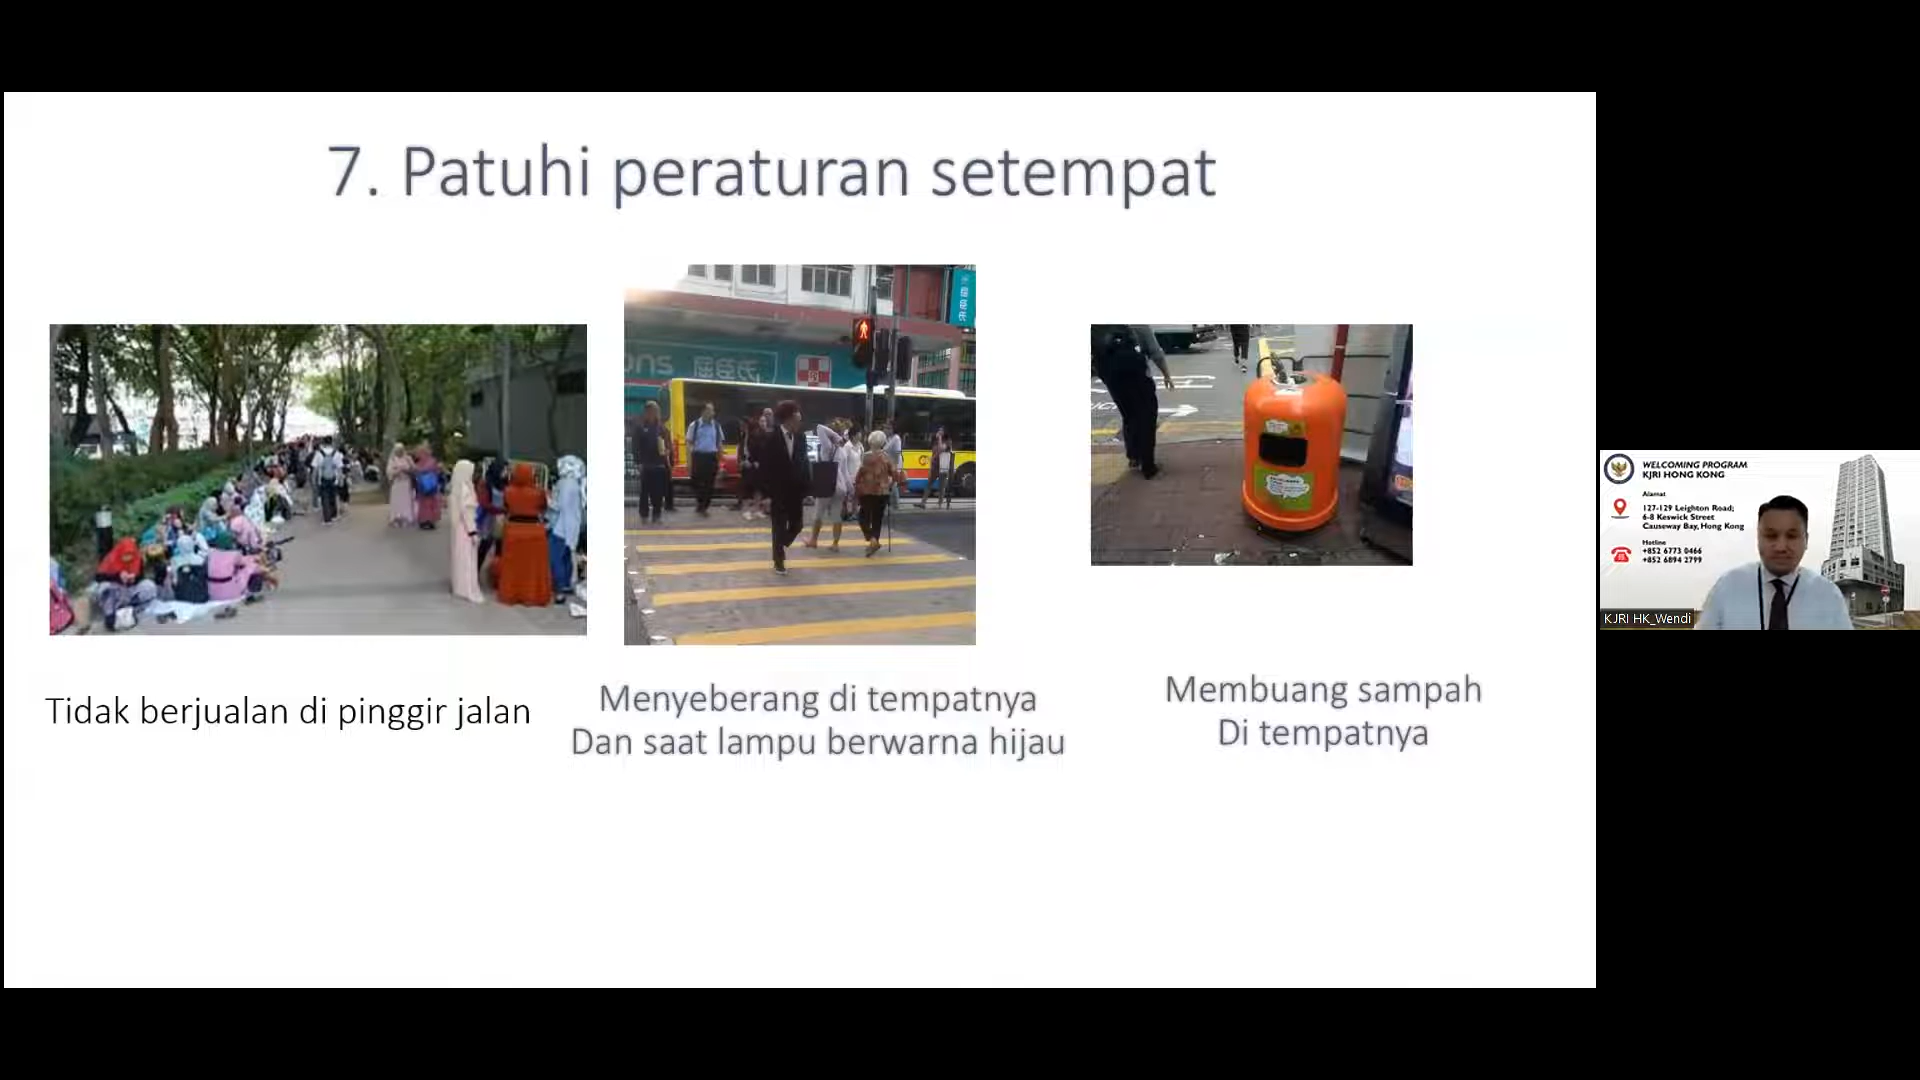 7. Patuhi peraturan setempat
Tidak berjualan di pinggir jalan
Menyeberang di tempatnya
Dan saat lampu berwarna hijau
Membuang sampah
Di tempatnya
WELCOMING PROGRAM
KJRI HONG KONG
Alamat
127-129 Leighton Road;
6-8 Keswick Street
Causeway Bay, Hong Kong
Hotline
+852 6773 0466
+852 6894 2799
KJRI HK_Wendi